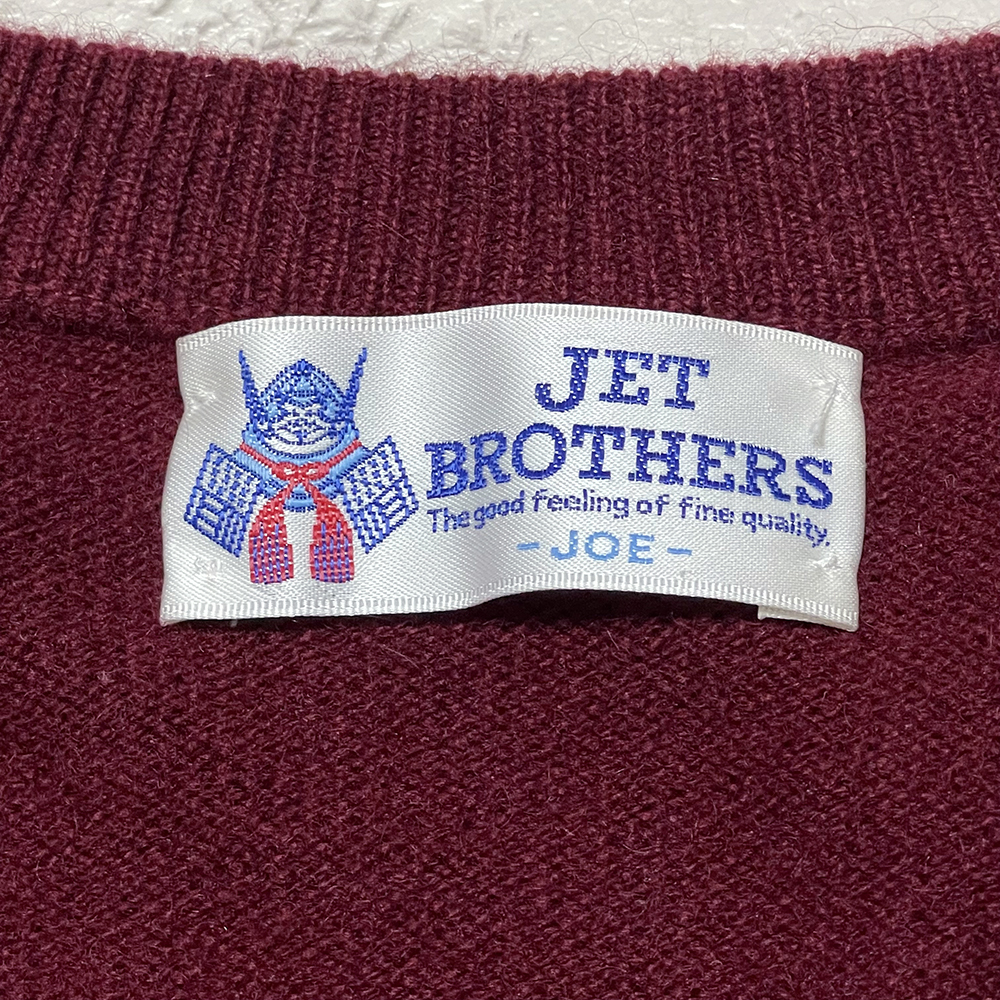 JET
BROTHERS
The good feeling of fine quality.
-JOE-